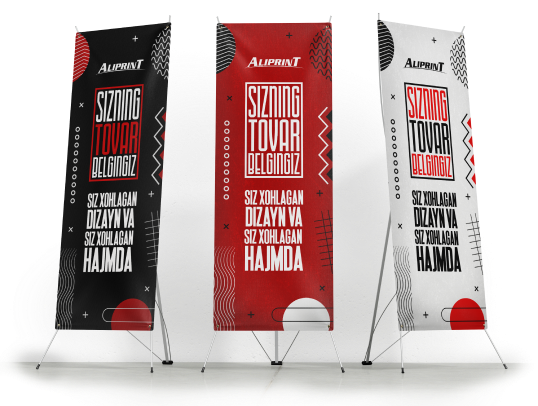 ALIPRINT
SIZNING
TOVAR
BELGINGIZ
SIZ XOHLAGAN
DIZAYN VA
SIZ XOHLAGAN
HAJMDA
ALIPRINT
SIZNING
TOVAR
BELGINGIZ
SIZ XOHLAGAN
DIZAYN VA
SIZ XOHLAGAN
HAJMDA
ALIPRINT
SIZNING
TOVAR
BELGINGIZ
SIZ XOHLAGAN
DIZAYN VA
SIZ XOHLAGAN
HAJMDA